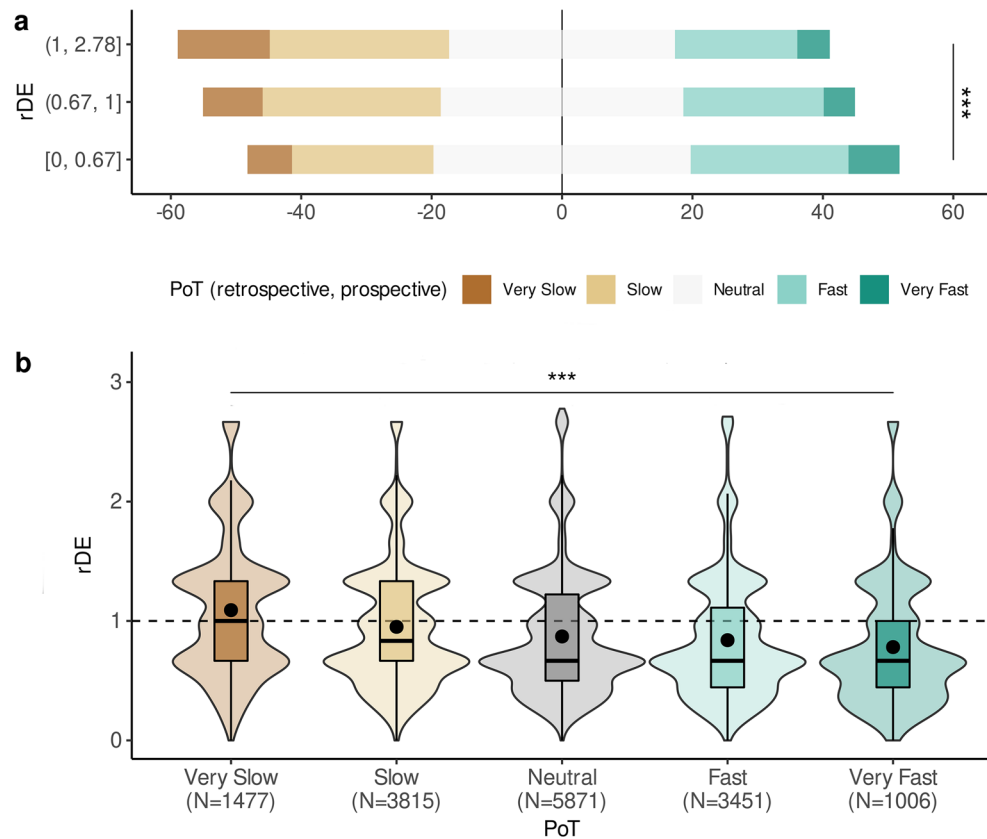 a
rDE
(1, 2.78]
(0.67, 1]
[0, 0.67]
***
-60 -40 -20 0 20 40 60
PoT (retrospective, prospective) Very Slow Slow Neutral Fast Very Fast
b
***
rDE
3
2
1
0
Very Slow Slow Neutral Fast Very Fast
(N=1477) (N=3815) (N=5871) (N=3451) (N=1006)
PoT